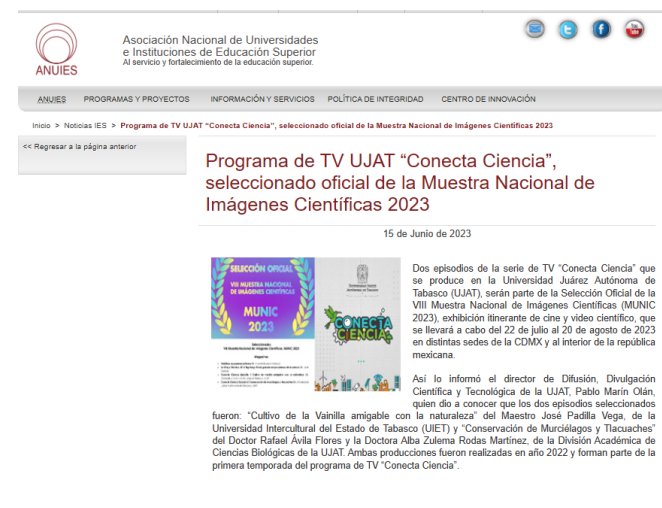 Asociación Nacional de Universidades
e Instituciones de Educación Superior
Al servicio y fortalecimiento de la educación superior.
ANUIES
ANUIES PROGRAMAS Y PROYECTOS INFORMACIÓN Y SERVICIOS POLÍTICA DE INTEGRIDAD CENTRO DE INNOVACIÓN
Inicio > Noticias IES > Programa de TV UJAT “Conecta Ciencia”, seleccionado oficial de la Muestra Nacional de Imágenes Científicas 2023
<< Regresar a la página anterior
Programa de TV UJAT “Conecta Ciencia”,
seleccionado oficial de la Muestra Nacional de
Imágenes Científicas 2023
15 de Junio de 2023
SELECCIÓN OFICIAL
VIII MUESTRA NACIONAL
DE IMÁGENES CIENTÍFICAS
MUNIC
2023
CONECTA
CIENCIA
Dos episodios de la serie de TV “Conecta Ciencia” que
se produce en la Universidad Juárez Autónoma de
Tabasco (UJAT), serán parte de la Selección Oficial de la
VIII Muestra Nacional de Imágenes Científicas (MUNIC
2023), exhibición itinerante de cine y video científico, que
se llevará a cabo del 22 de julio al 20 de agosto de 2023
en distintas sedes de la CDMX y al interior de la república
mexicana.
Así lo informó el director de Difusión, Divulgación
Científica y Tecnológica de la UJAT, Pablo Marín Olán,
quien dio a conocer que los dos episodios seleccionados
fueron: “Cultivo de la Vainilla amigable con la naturaleza” del Maestro José Padilla Vega, de la
Universidad Intercultural del Estado de Tabasco (UIET) y “Conservación de Murciélagos y Tlacuaches”
del Doctor Rafael Ávila Flores y la Doctora Alba Zulema Rodas Martínez, de la División Académica de
Ciencias Biológicas de la UJAT. Ambas producciones fueron realizadas en año 2022 y forman parte de la
primera temporada del programa de TV “Conecta Ciencia”.